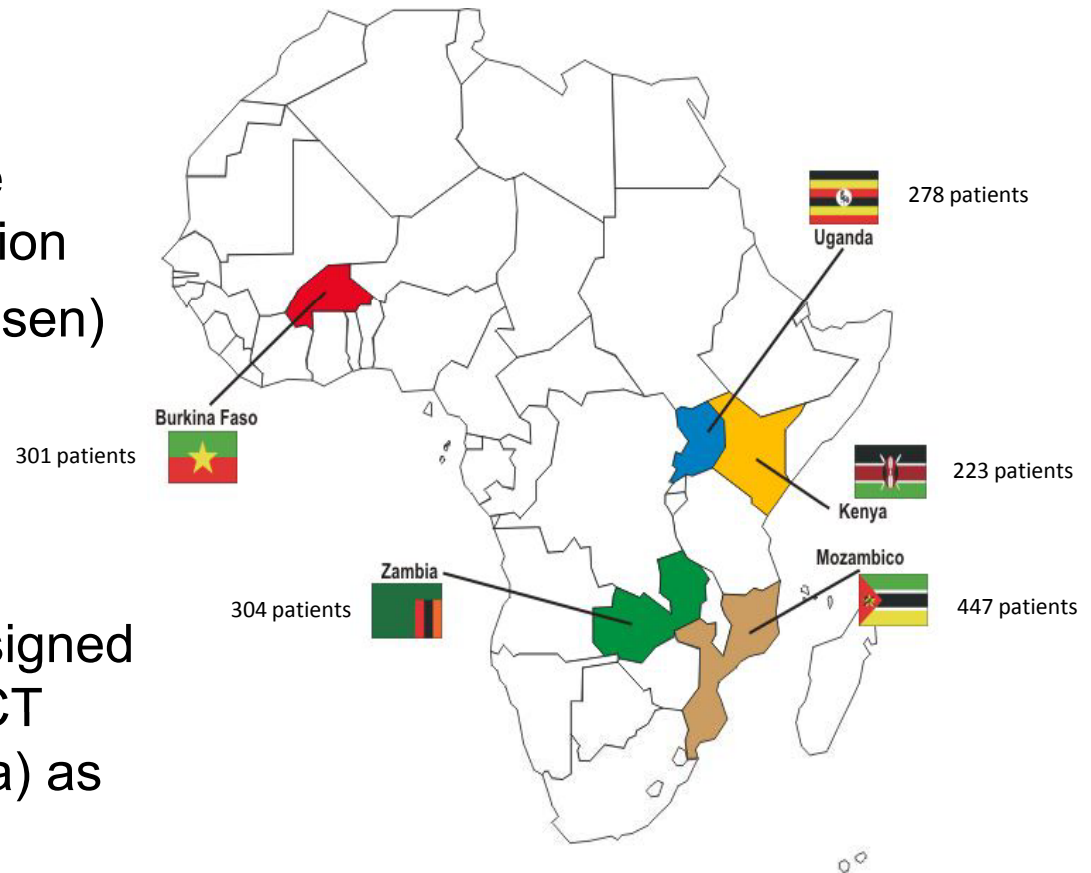 ion
sen)
signed
CT
a) as
278 patients
Uganda
Burkina Faso
301 patients
223 patients
Kenya
Mozambico
447 patients
Zambia
304 patients